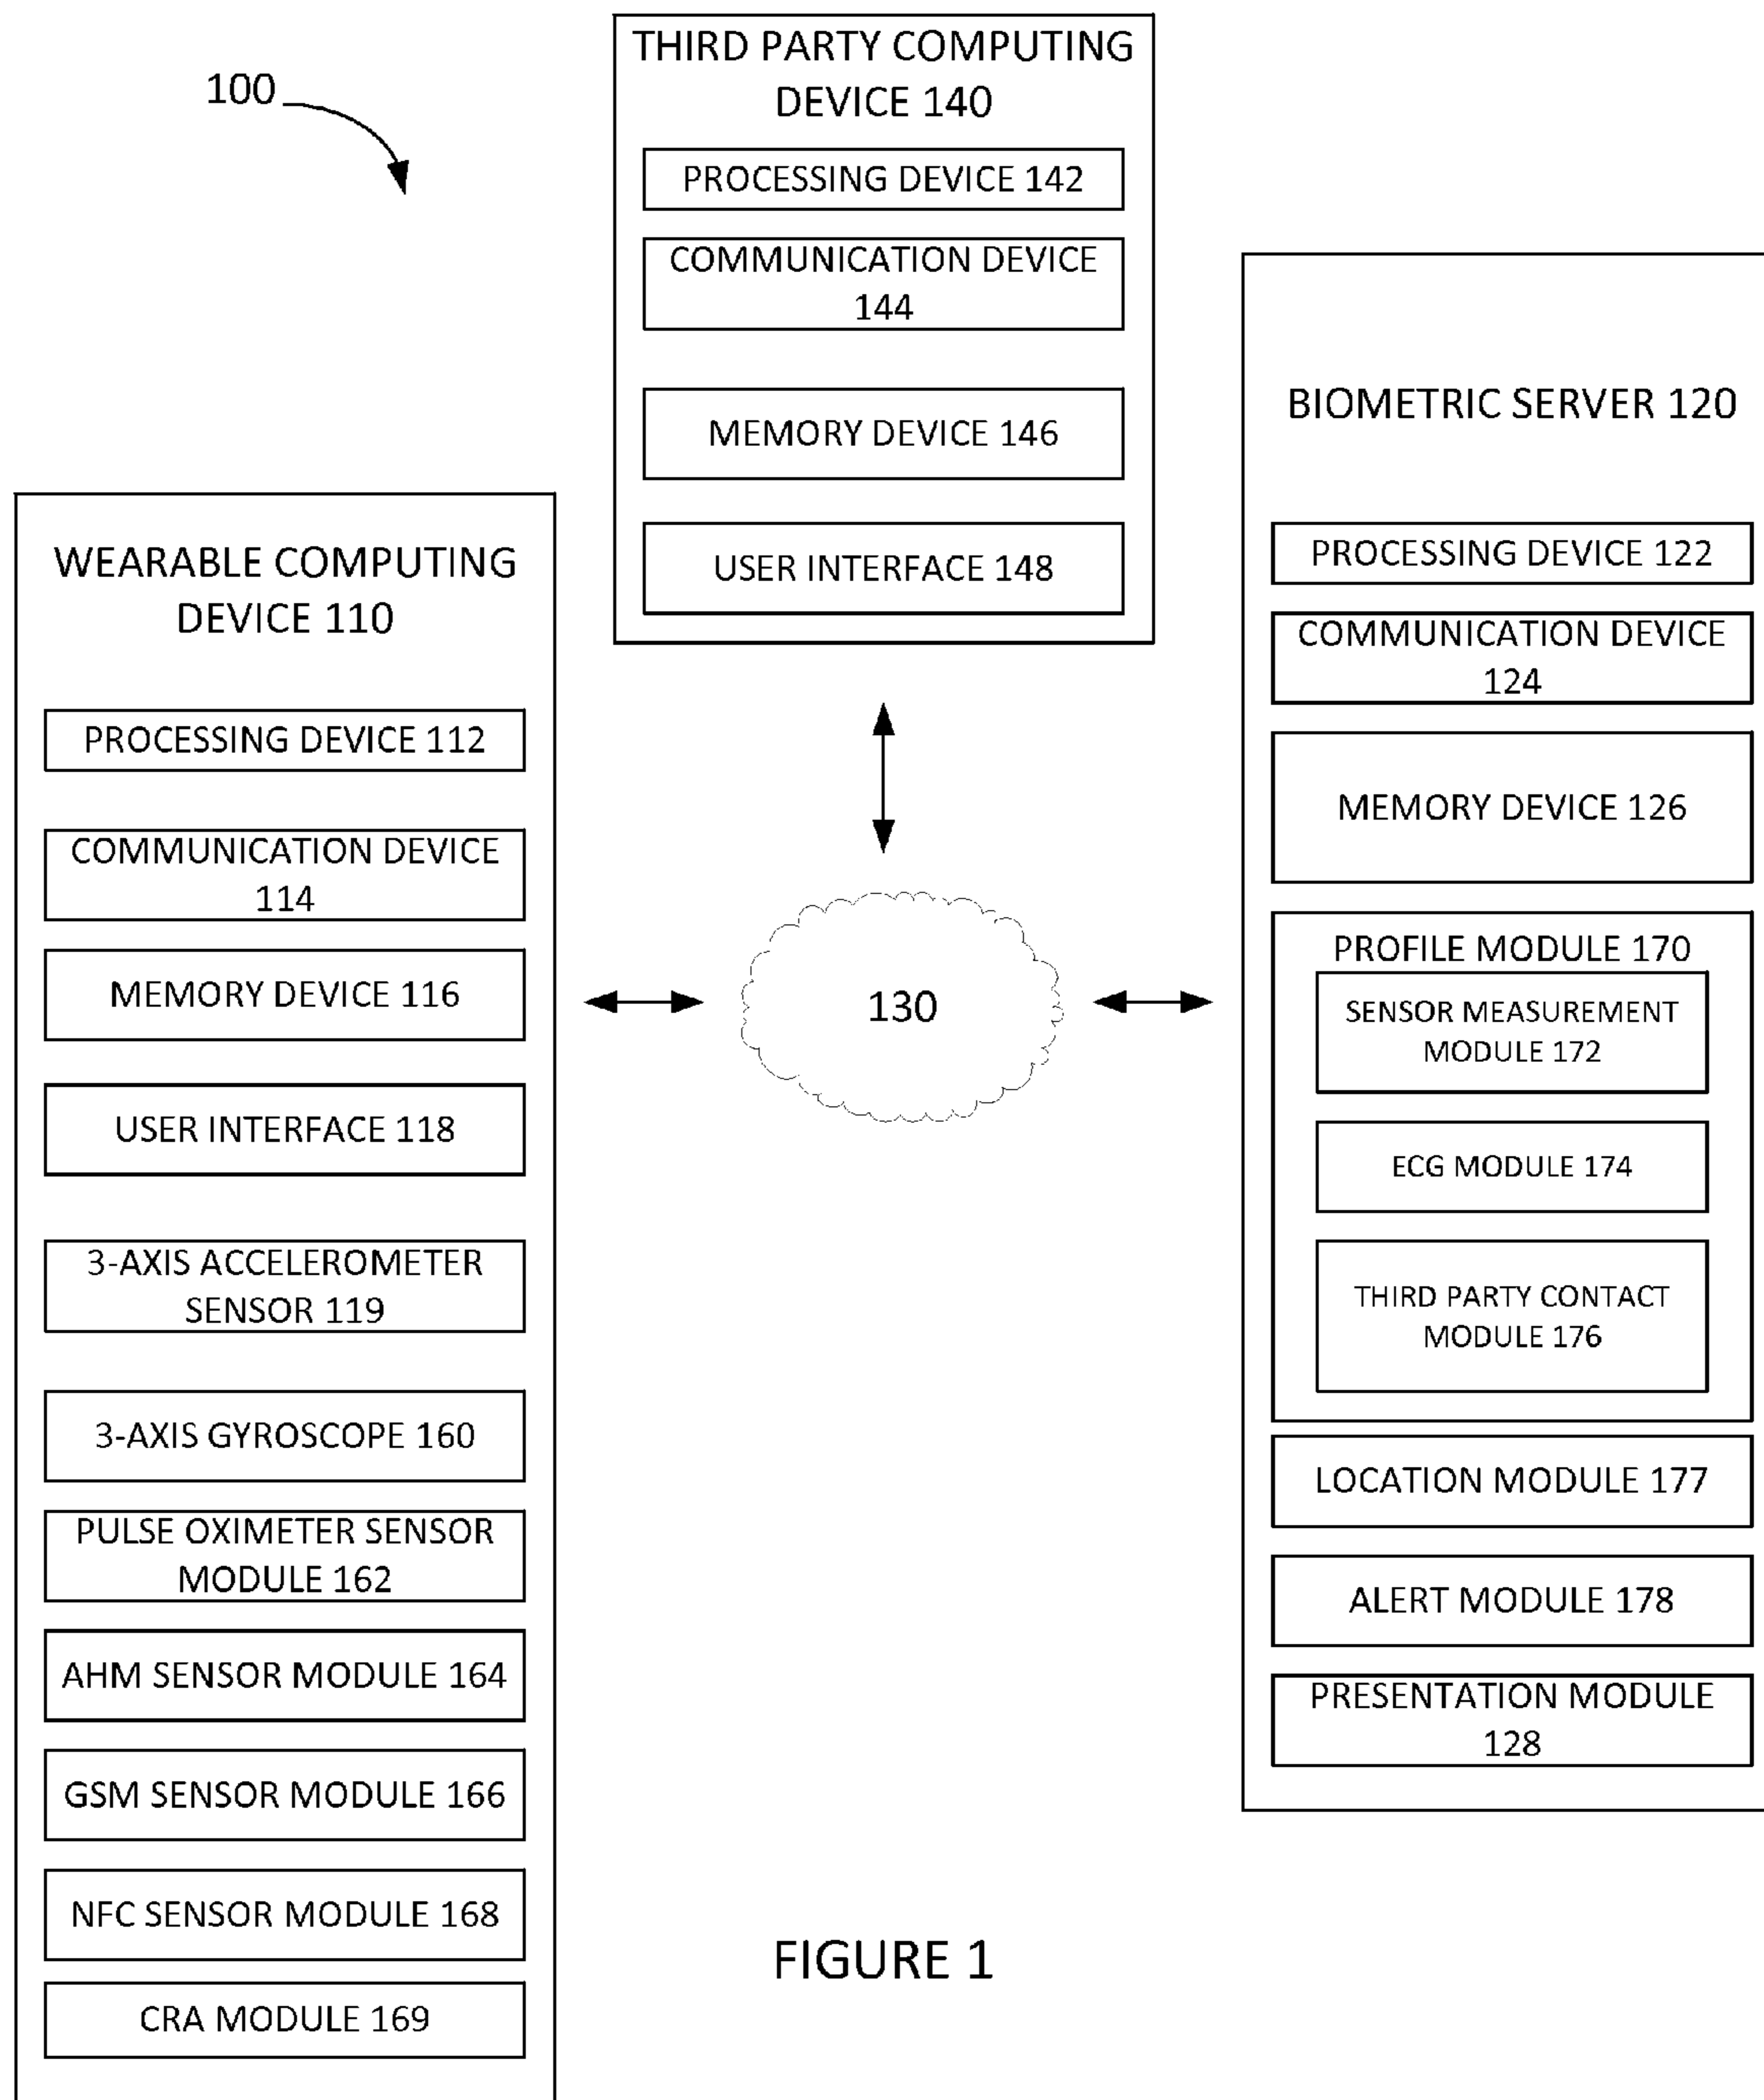 100
THIRD PARTY COMPUTING
DEVICE 140
PROCESSING DEVICE 142
COMMUNICATION DEVICE
144
MEMORY DEVICE 146
USER INTERFACE 148
WEARABLE COMPUTING
DEVICE 110
PROCESSING DEVICE 112
COMMUNICATION DEVICE
114
MEMORY DEVICE 116
USER INTERFACE 118
3-AXIS ACCELEROMETER
SENSOR 119
3-AXIS GYROSCOPE 160
PULSE OXIMETER SENSOR
MODULE 162
AHM SENSOR MODULE 164
GSM SENSOR MODULE 166
NFC SENSOR MODULE 168
CRA MODULE 169
130
BIOMETRIC SERVER 120
PROCESSING DEVICE 122
COMMUNICATION DEVICE
124
MEMORY DEVICE 126
PROFILE MODULE 170
SENSOR MEASUREMENT
MODULE 172
ECG MODULE 174
THIRD PARTY CONTACT
MODULE 176
LOCATION MODULE 177
ALERT MODULE 178
PRESENTATION MODULE
128
FIGURE 1